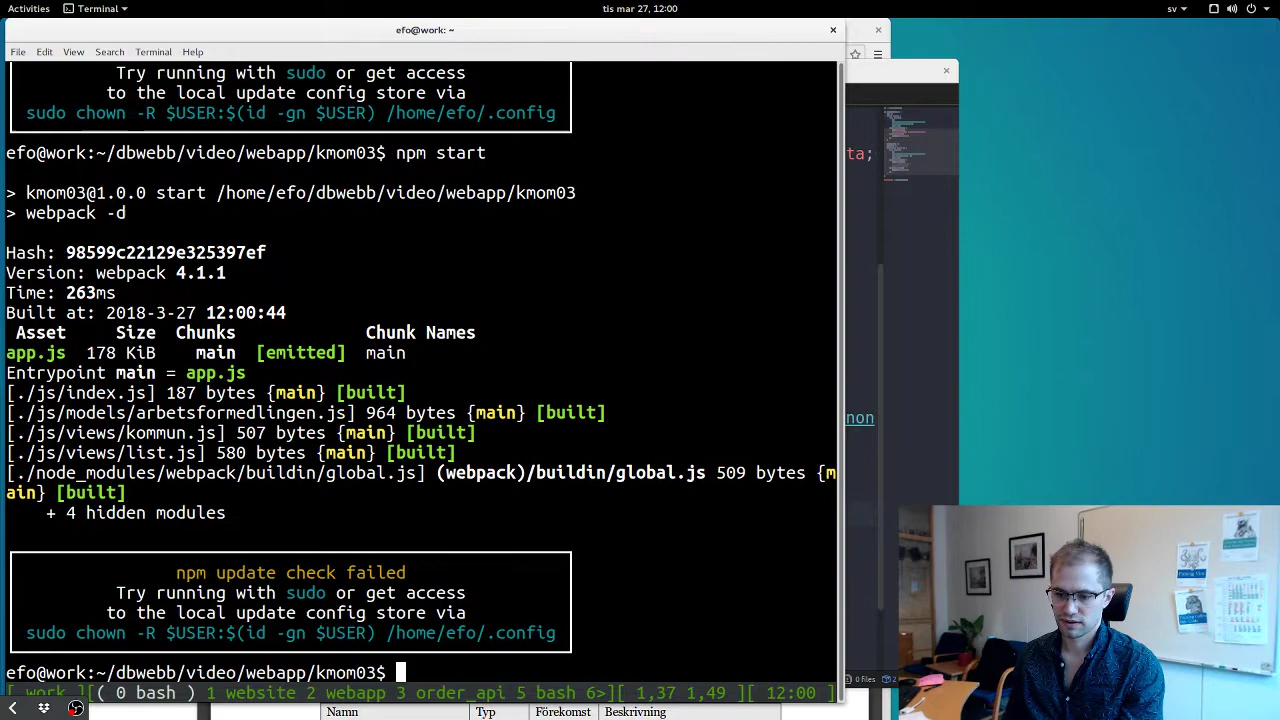 Activities
Terminal
tis mar 27, 12:00
sv
efo@work: ~
File Edit View Search Terminal Help
Try running with sudo or get access
to the local update config store via
sudo chown -R $USER:$(id -gn $USER) /home/efo/.config
efo@work:~/dbwebb/video/webapp/kmom03$ npm start
> kmom03@1.0.0 start /home/efo/dbwebb/video/webapp/kmom03
> webpack -d
Hash: 98599c22129e325397ef
Version: webpack 4.1.1
Time: 263ms
Built at: 2018-3-27 12:00:44
Asset Size Chunks Chunk Names
app.js 178 KiB main [emitted] main
Entrypoint main = app.js
[./js/index.js] 187 bytes {main} [built]
[./js/models/arbetsformedlingen.js] 964 bytes {main} [built]
[./js/views/kommun.js] 507 bytes {main} [built]
[./js/views/list.js] 580 bytes {main} [built]
[./node_modules/webpack/buildin/global.js] (webpack)/buildin/global.js 509 bytes {m
ain} [built]
+ 4 hidden modules
npm update check failed
Try running with sudo or get access
to the local update config store via
sudo chown -R $USER:$(id -gn $USER) /home/efo/.config
efo@work:~/dbwebb/video/webapp/kmom03$
[ work ][( 0 bash ) 1 website 2 webapp 3 order_api 5 bash 6>][ 1,37 1,49 ][ 12:00 ]
ta;
non
0 files
2
Namn Typ Förekomst Beskrivning